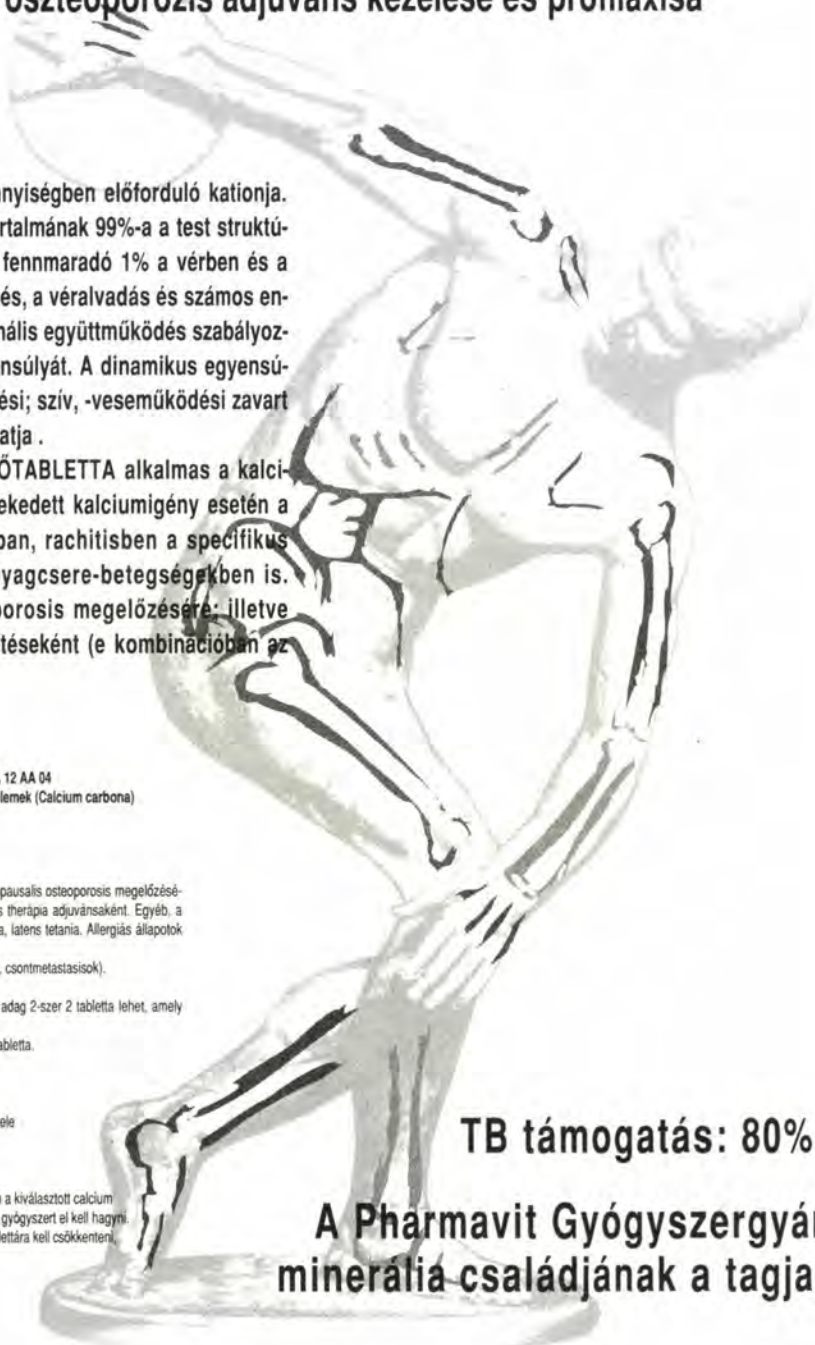 oszteoporózis adjuváns kezelése és profilaxisa
nnyiségben előforduló kationja.
rtalmának 99%-a a test struktú-
fennmaradó 1% a vérben és a
és, a véralvadás és számos en-
nális együttműködés szabályoz-
nsúlyát. A dinamikus egyensú-
ési; szív, -veseműködési zavart
atja .
ŐTABLETTA alkalmas a kalci-
ekedett kalciumigény esetén a
ban, rachitisben a specifikus
yagcsere-betegségekben is.
porosis megelőzésére; illetve
téseként (e kombinációban az
12 AA 04
lemek (Calcium carbona)
pausalis osteoporosis megelőzésé-
s therápia adjuvánsaként. Egyéb, a
a, latens tetania. Allergiás állapotok
, csontmetastasisok).
adag 2-szer 2 tabletta lehet, amely
abletta.
ele
a kiválasztott calcium
gyógyszert el kell hagyni.
lettára kell csökkenteni,
TB támogatás: 80%
A Pharmavit Gyógyszergyár
minerália családjának a tagja